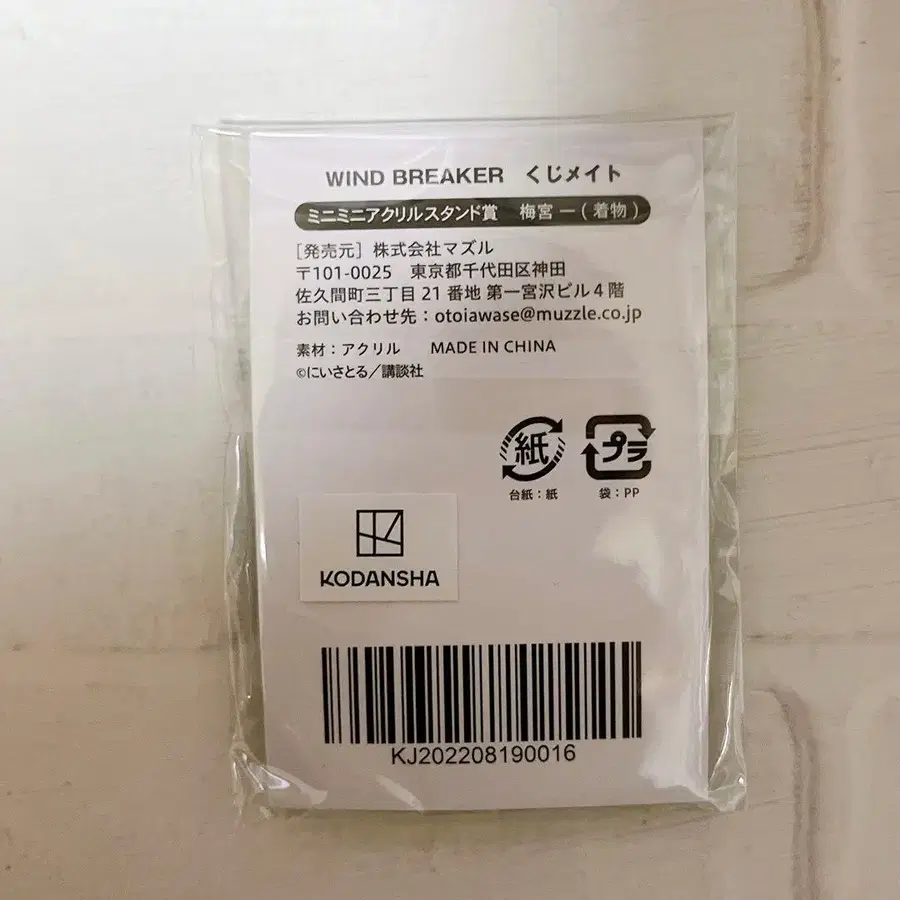 WIND BREAKER くじメイト
ミニミニアクリルスタンド賞 梅宮 一 ( 着物 )
[発売元] 株式会社マズル
〒101-0025 東京都千代田区神田
佐久間町三丁目 21 番地 第一宮沢ビル 4 階
お問い合わせ先：otoiawase@muzzle.co.jp
素材：アクリル MADE IN CHINA
©にいさとる／講談社
紙 プラ
台紙：紙 袋：PP
KODANSHA
KJ202208190016